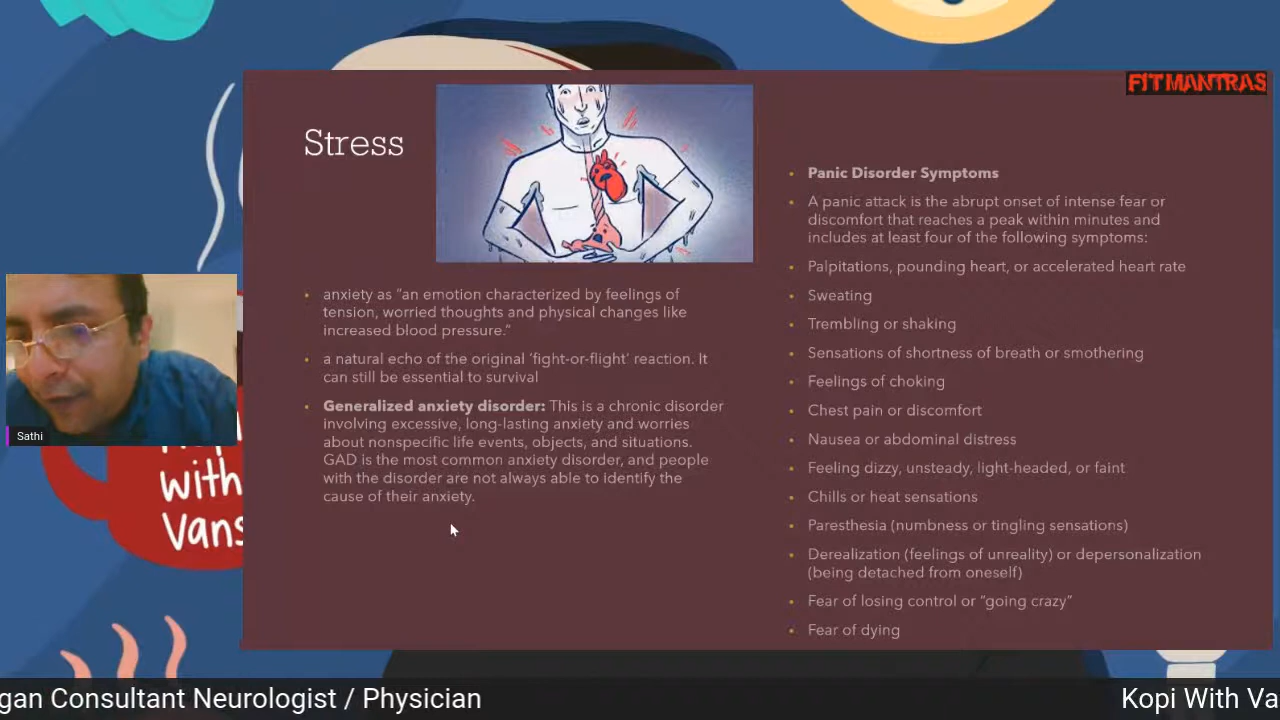 FITMANTRAS
Stress
anxiety as “an emotion characterized by feelings of
tension, worried thoughts and physical changes like
increased blood pressure.”
a natural echo of the original ‘fight-or-flight’ reaction. It
can still be essential to survival
Generalized anxiety disorder: This is a chronic disorder
involving excessive, long-lasting anxiety and worries
about nonspecific life events, objects, and situations.
GAD is the most common anxiety disorder, and people
with the disorder are not always able to identify the
cause of their anxiety.
Panic Disorder Symptoms
A panic attack is the abrupt onset of intense fear or
discomfort that reaches a peak within minutes and
includes at least four of the following symptoms:
Palpitations, pounding heart, or accelerated heart rate
Sweating
Trembling or shaking
Sensations of shortness of breath or smothering
Feelings of choking
Chest pain or discomfort
Nausea or abdominal distress
Feeling dizzy, unsteady, light-headed, or faint
Chills or heat sensations
Paresthesia (numbness or tingling sensations)
Derealization (feelings of unreality) or depersonalization
(being detached from oneself)
Fear of losing control or “going crazy”
Fear of dying
Sathi
with
Vans
gan Consultant Neurologist / Physician
Kopi With Va